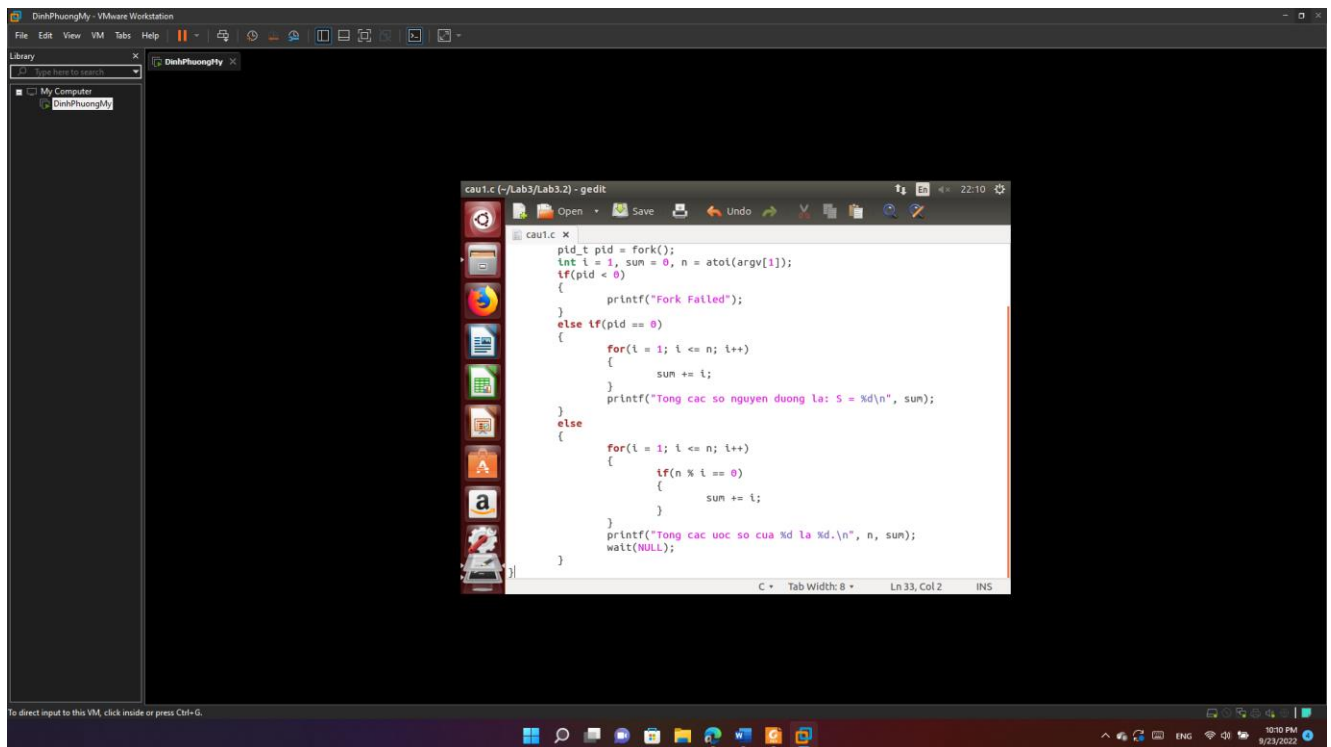 DinhPhuongMy - VMware Workstation
File Edit View VM Tabs Help
Library
DinhPhuongMy
Type here to search
My Computer
DinhPhuongMy
cau1.c (~/Lab3/Lab3.2) - gedit
En 22:10
Open Save Undo
cau1.c
pid_t pid = fork();
int i = 1, sum = 0, n = atoi(argv[1]);
if(pid < 0)
{
printf("Fork Failed");
}
else if(pid == 0)
{
for(i = 1; i <= n; i++)
{
sum += i;
}
printf("Tong cac so nguyen duong la: S = %d\n", sum);
}
else
{
for(i = 1; i <= n; i++)
{
if(n % i == 0)
{
sum += i;
}
}
printf("Tong cac uoc so cua %d la %d.\n", n, sum);
wait(NULL);
}
}
C Tab Width: 8 Ln 33, Col 2 INS
To direct input to this VM, click inside or press Ctrl+G.
ENG
10:10 PM
9/23/2022